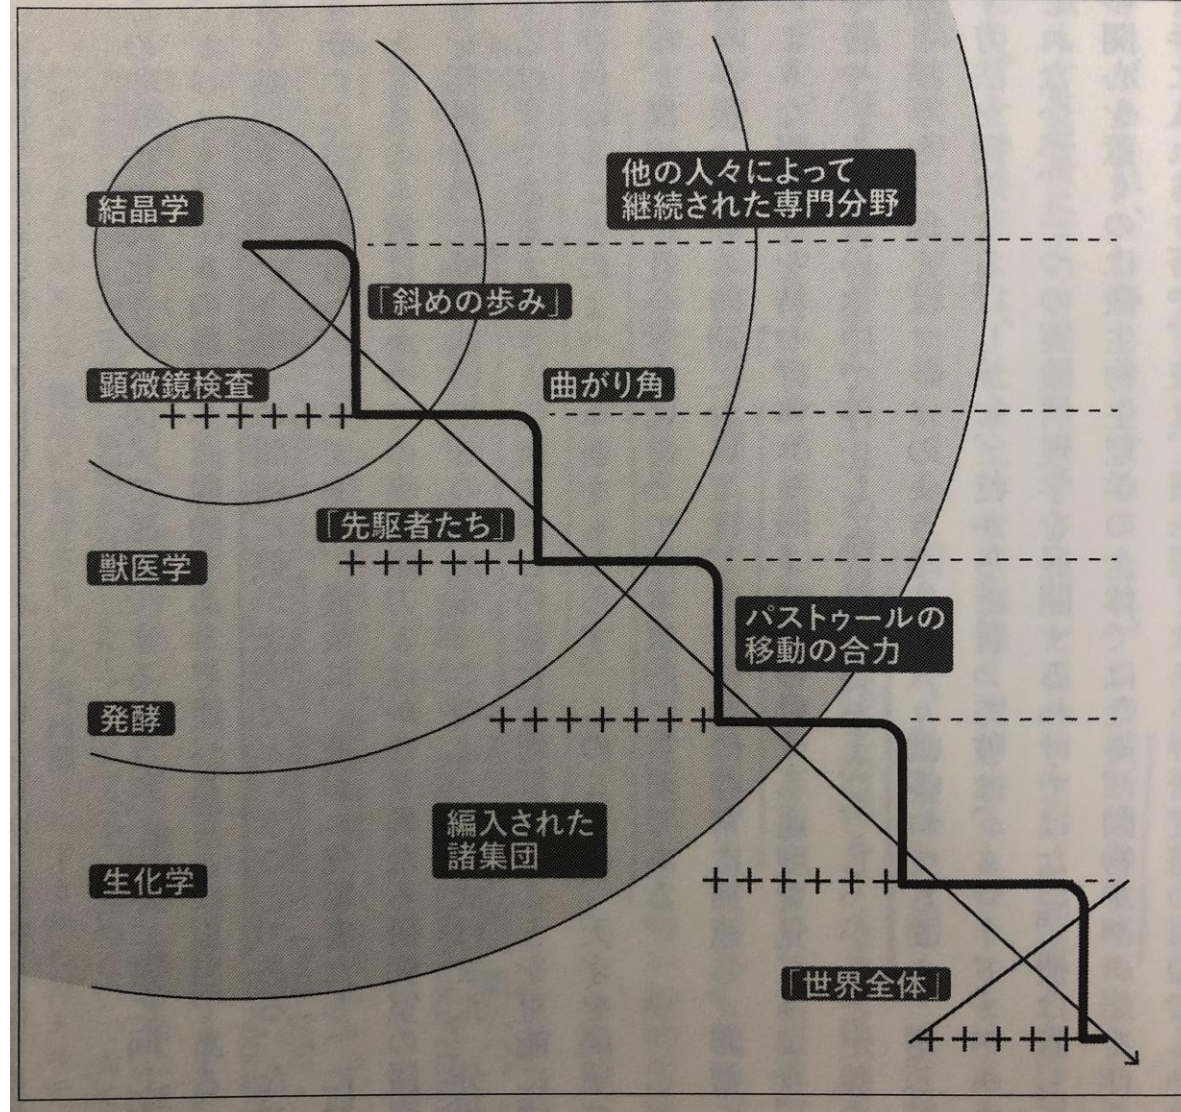 結晶学
他の人々によって
継続された専門分野
「斜めの歩み」
顕微鏡検査
曲がり角
「先駆者たち」
獣医学
パストゥールの
移動の合力
発酵
編入された
諸集団
生化学
「世界全体」